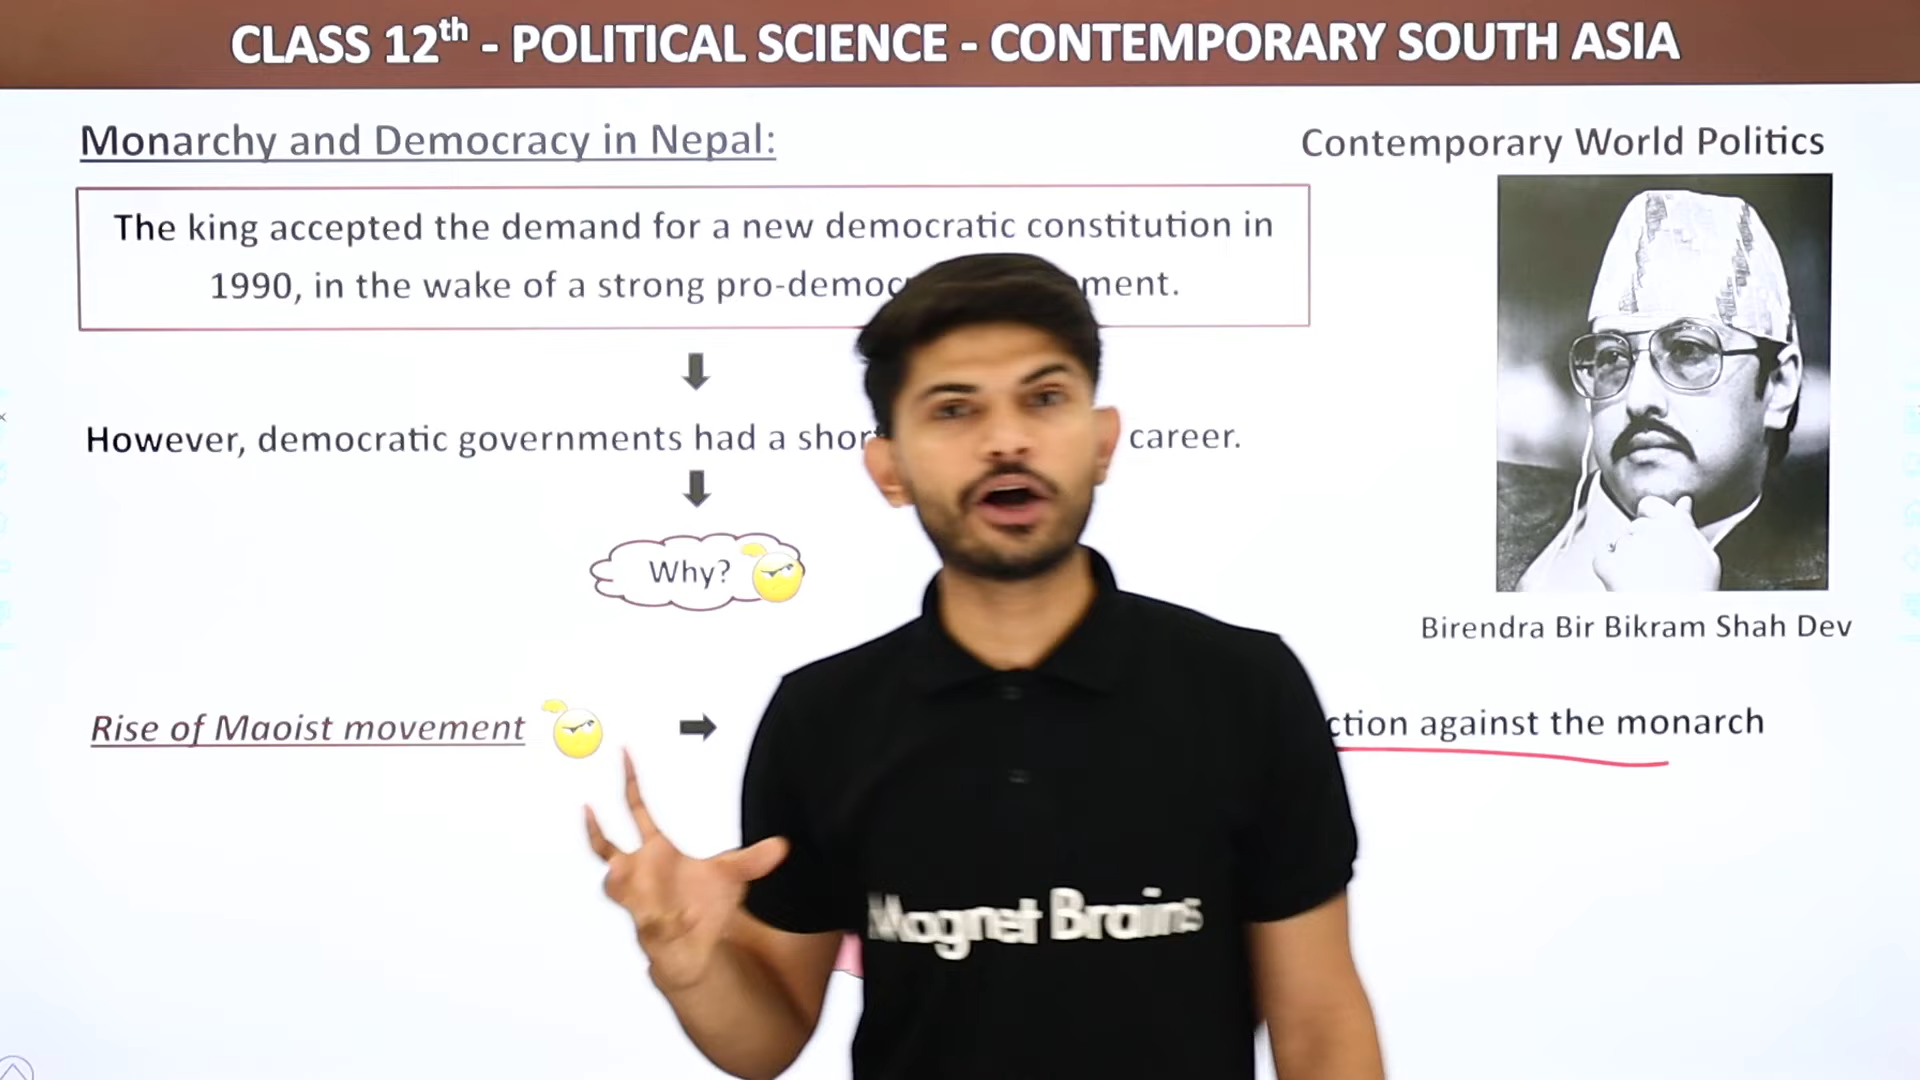 CLASS 12th - POLITICAL SCIENCE - CONTEMPORARY SOUTH ASIA
Monarchy and Democracy in Nepal:
Contemporary World Politics
The king accepted the demand for a new democratic constitution in
1990, in the wake of a strong pro-democ ment.
However, democratic governments had a shor career.
Why?
Birendra Bir Bikram Shah Dev
Rise of Maoist movement
ction against the monarch
Magnet Brains